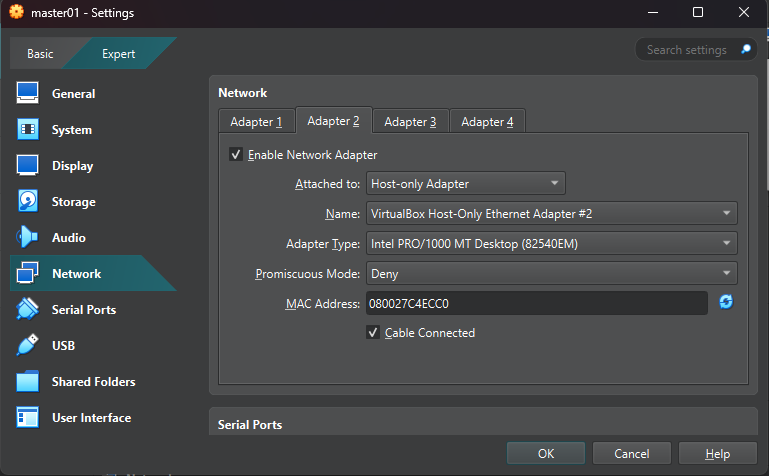 master01 - Settings
Basic
Expert
Search settings
General
System
Display
Storage
Audio
Network
Serial Ports
USB
Shared Folders
User Interface
Network
Adapter 1
Adapter 2
Adapter 3
Adapter 4
Enable Network Adapter
Attached to: Host-only Adapter
Name: VirtualBox Host-Only Ethernet Adapter #2
Adapter Type: Intel PRO/1000 MT Desktop (82540EM)
Promiscuous Mode: Deny
MAC Address: 080027C4ECC0
Cable Connected
Serial Ports
OK
Cancel
Help